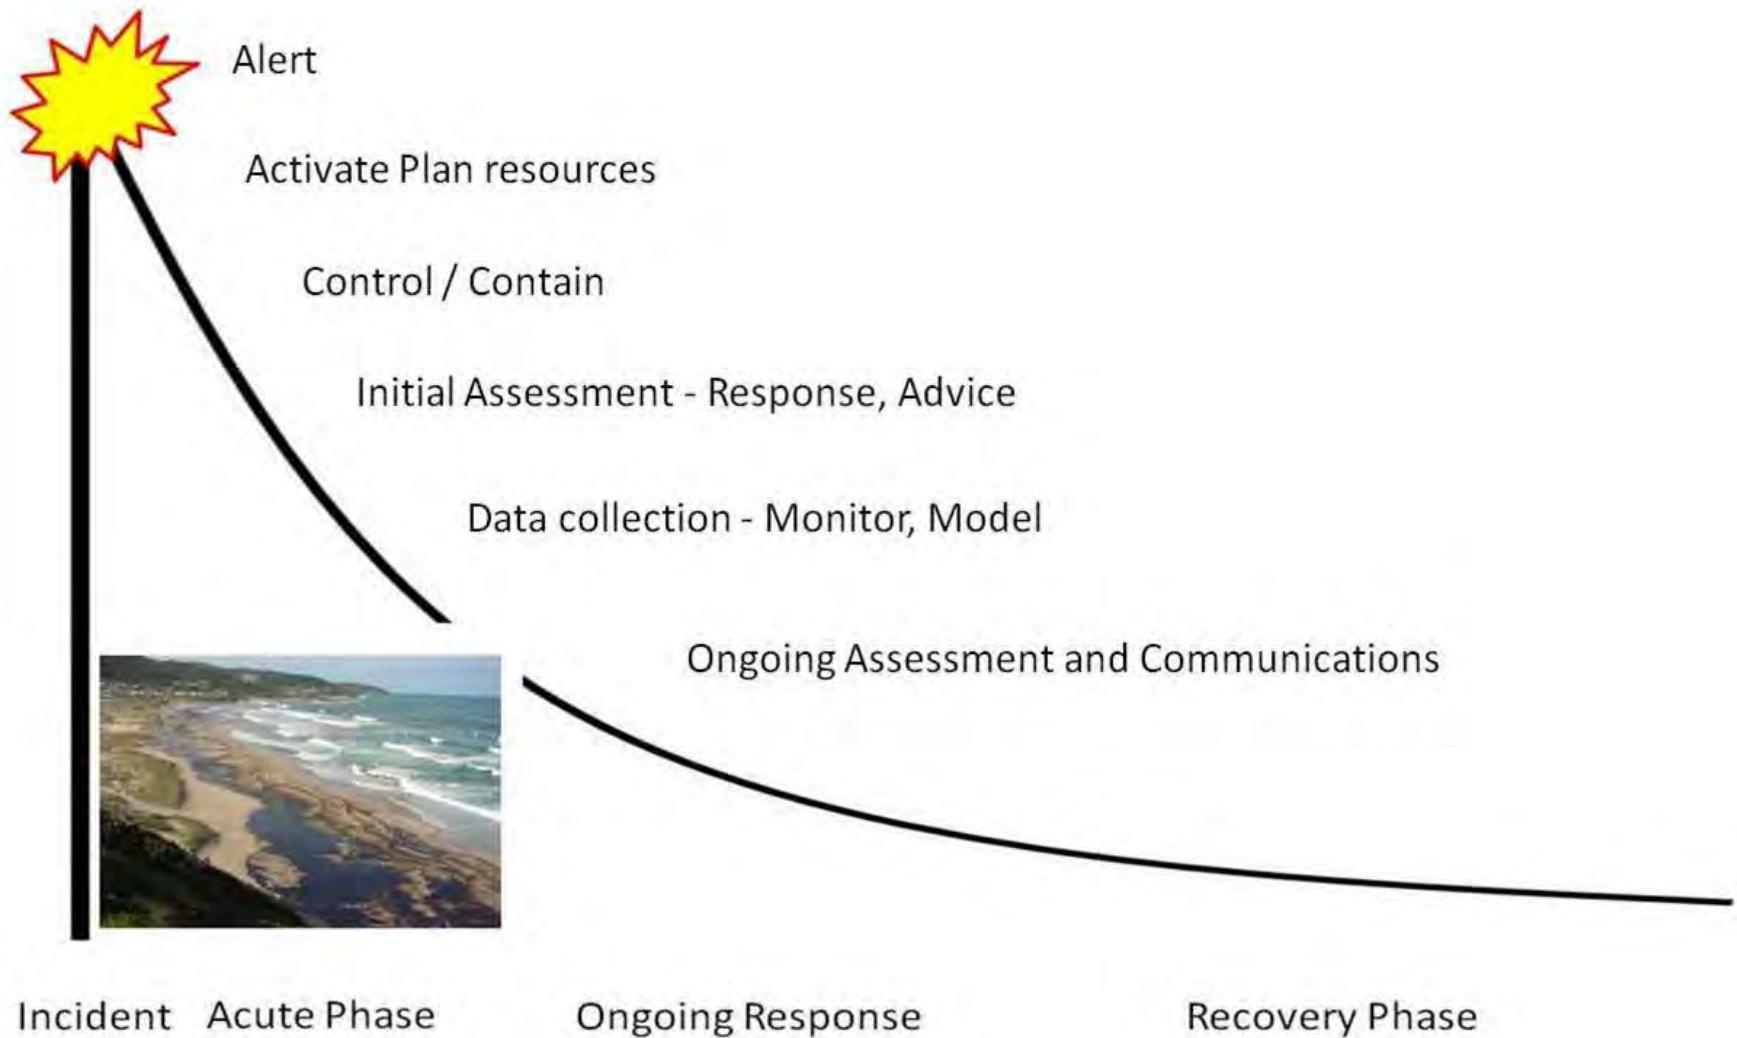 Alert
Activate Plan resources
Control / Contain
Initial Assessment - Response, Advice
Data collection - Monitor, Model
Ongoing Assessment and Communications
Incident Acute Phase Ongoing Response Recovery Phase